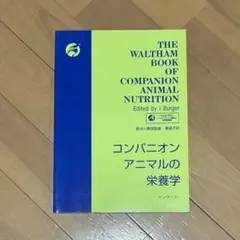 THE
WALTHAM
BOOK
OF
COMPANION
ANIMAL
NUTRITION
Edited by I. Burger
コンパニオン
アニマルの
栄養学